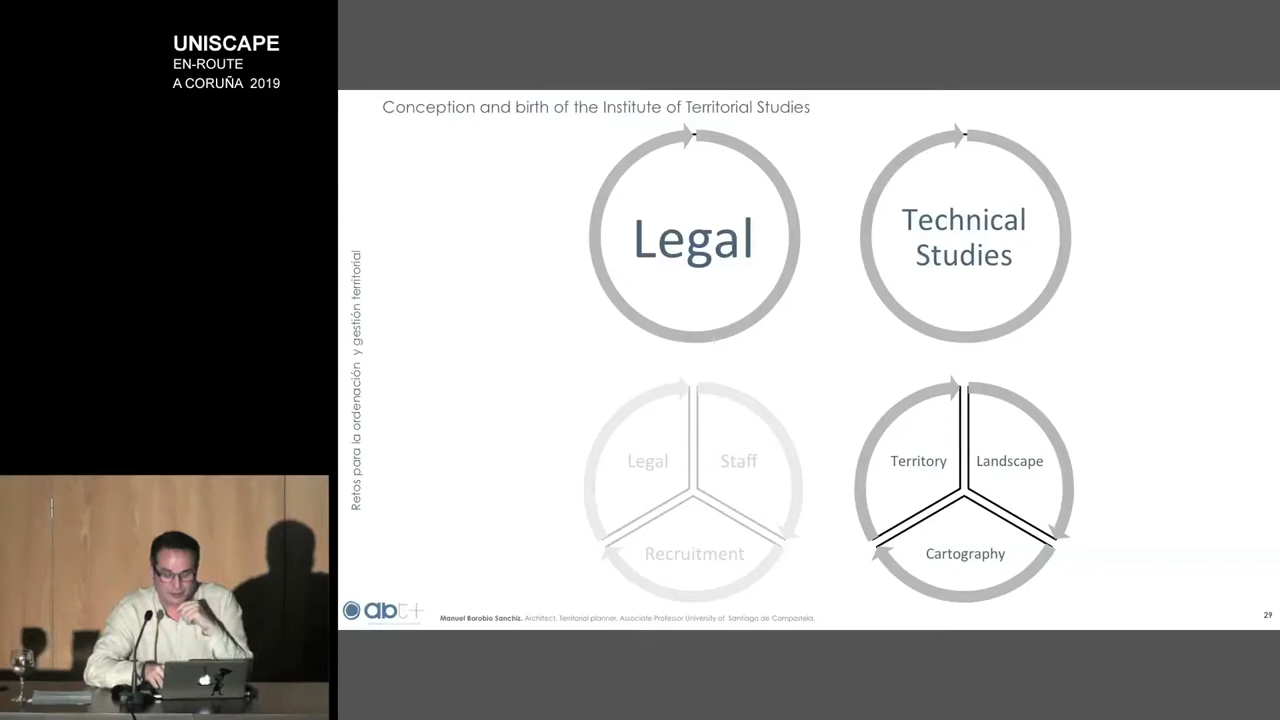 UNISCAPE
EN-ROUTE
A CORUÑA 2019
Conception and birth of the Institute of Territorial Studies
Legal
Technical
Studies
Retos para la ordenación y gestión territorial
Legal
Staff
Recruitment
Territory
Landscape
Cartography
abt+
Manuel Borobio Sanchiz. Architect. Territorial planner. Associate Professor University of Santiago de Compostela.
29